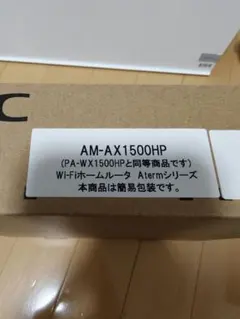 C
AM-AX1500HP
(PA-WX1500HPと同等商品です)
Wi-Fiホームルータ Atermシリーズ
本商品は簡易包装です。